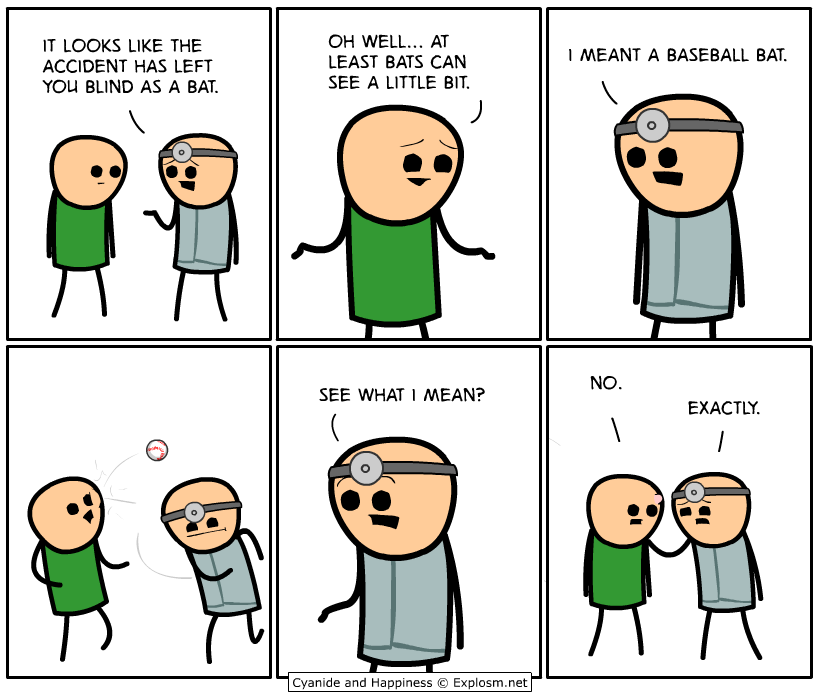 IT LOOKS LIKE THE
ACCIDENT HAS LEFT
YOU BLIND AS A BAT.
OH WELL... AT
LEAST BATS CAN
SEE A LITTLE BIT.
I MEANT A BASEBALL BAT.
SEE WHAT I MEAN?
NO.
EXACTLY.
Cyanide and Happiness © Explosm.net